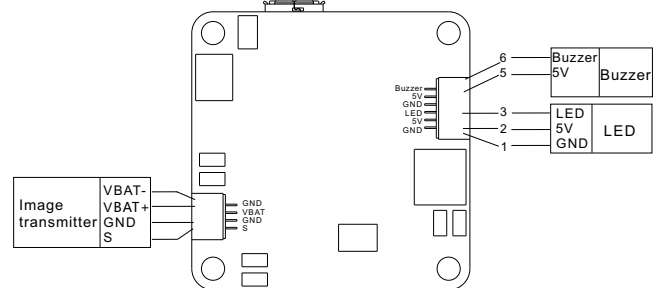 6
Buzzer
5
5V
Buzzer
Buzzer
5V
GND
LED
5V
GND
3
LED
2
5V
LED
1
GND
Image
transmitter
VBAT-
VBAT+
GND
S
GND
VBAT
GND
S